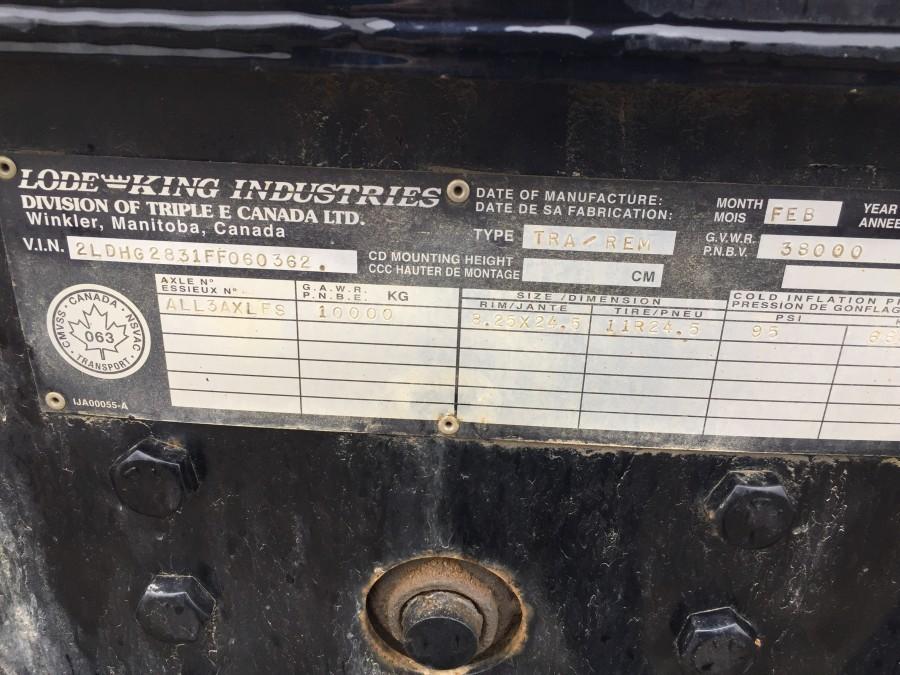 LODE KING INDUSTRIES
DIVISION OF TRIPLE E CANADA LTD.
Winkler, Manitoba, Canada
V.I.N. 2LDHG2831FF060362.
DATE OF MANUFACTURE:
DATE DE SA FABRICATION:
MONTH
MOIS
FEB
YEAR
ANNEE
TYPE TRA/REM
G.V.W.R.
P.N.B.V.
38000
CD MOUNTING HEIGHT
CCC HAUTER DE MONTAGE
CM
CANADA
CMVSS
NSVAC
063
TRANSPORT
AXLE Nº
ESSIEUX Nº
G.A.W.R.
P.N.B.E. KG
SIZE/DIMENSION
RIM/JANTE TIRE/PNEU
COLD INFLATION
PRESSION DE GONFLAG
PSI
ALL3AXLES 10000 8.25X24.5 11R24.5 95
IJA00055-A